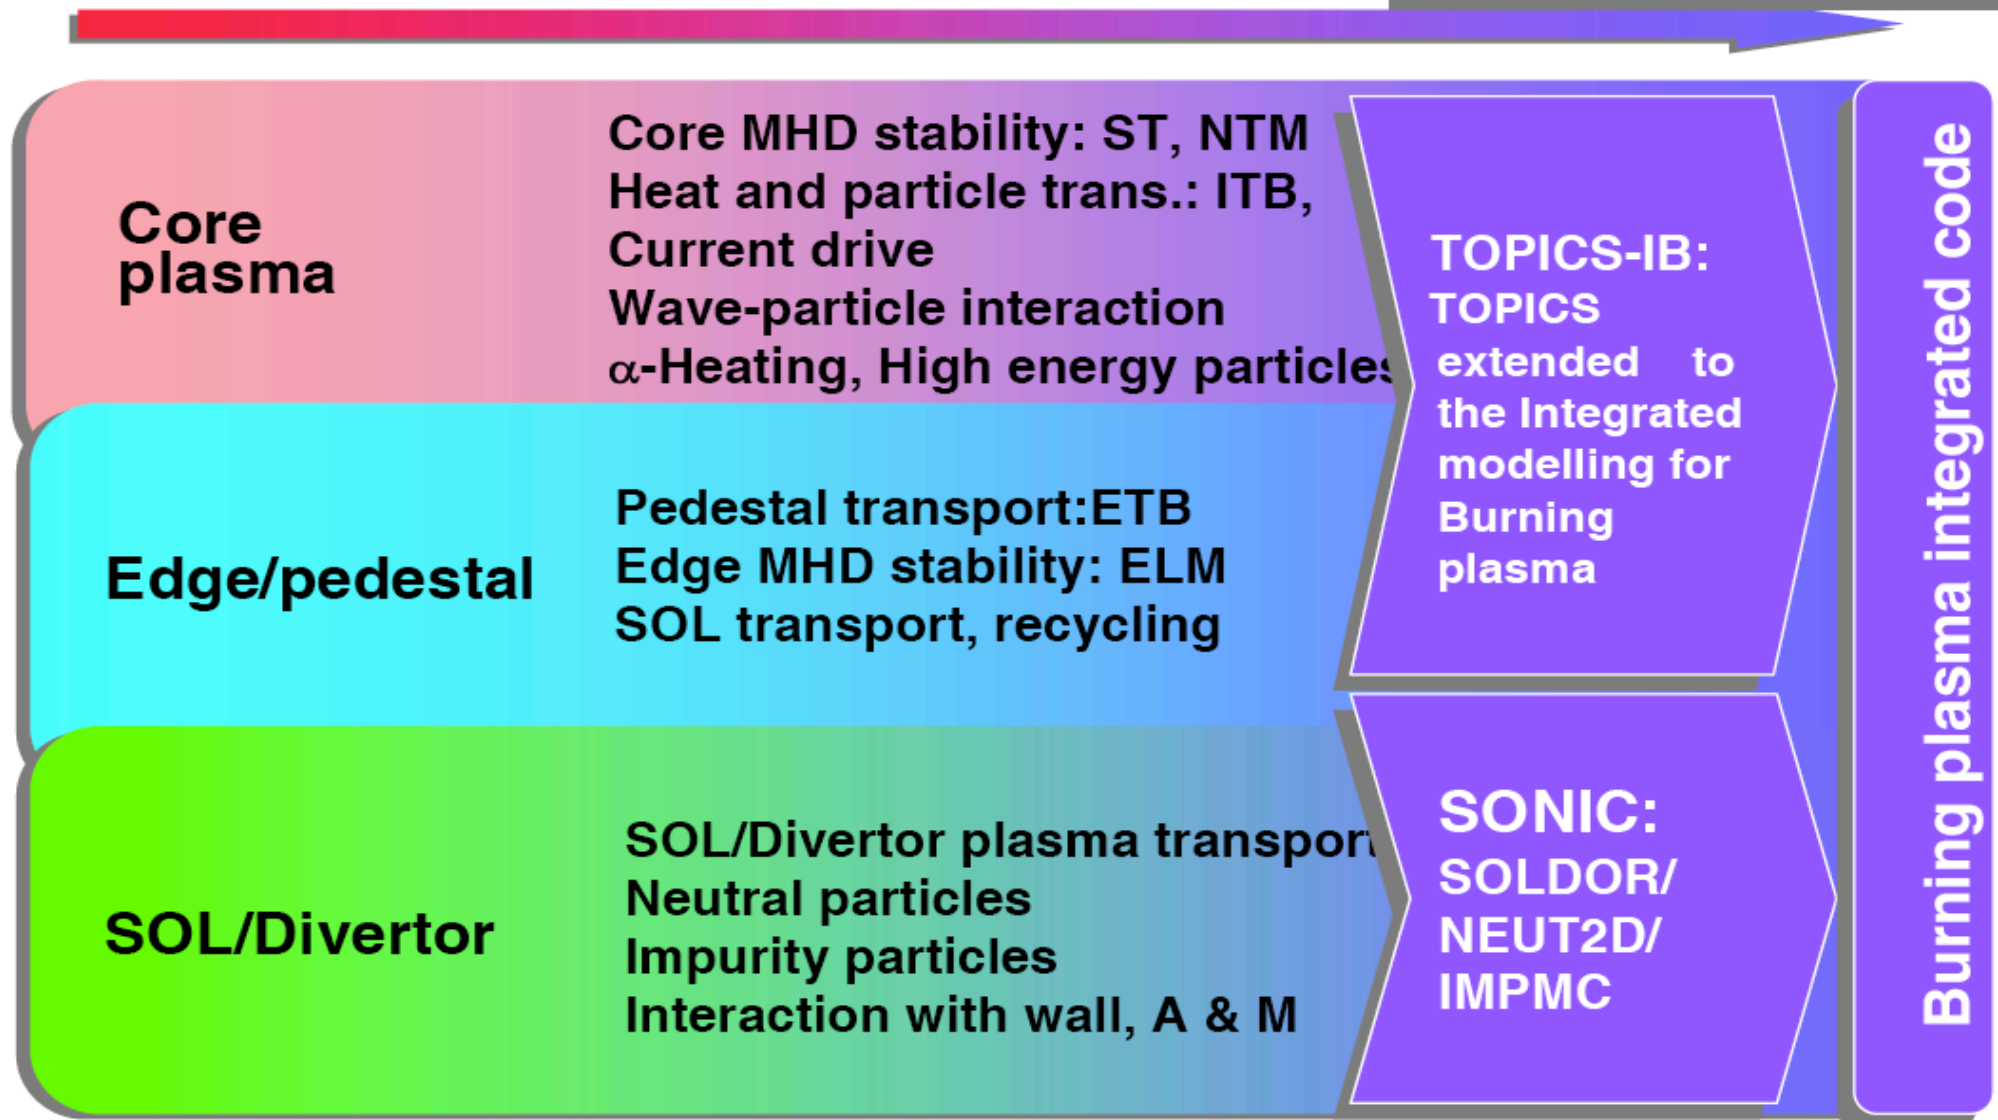 Core
plasma
Core MHD stability: ST, NTM
Heat and particle trans.: ITB,
Current drive
Wave-particle interaction
α-Heating, High energy particles
Edge/pedestal
Pedestal transport:ETB
Edge MHD stability: ELM
SOL transport, recycling
SOL/Divertor
SOL/Divertor plasma transport
Neutral particles
Impurity particles
Interaction with wall, A & M
TOPICS-IB:
TOPICS
extended to
the Integrated
modelling for
Burning
plasma
SONIC:
SOLDOR/
NEUT2D/
IMPMC
Burning plasma integrated code